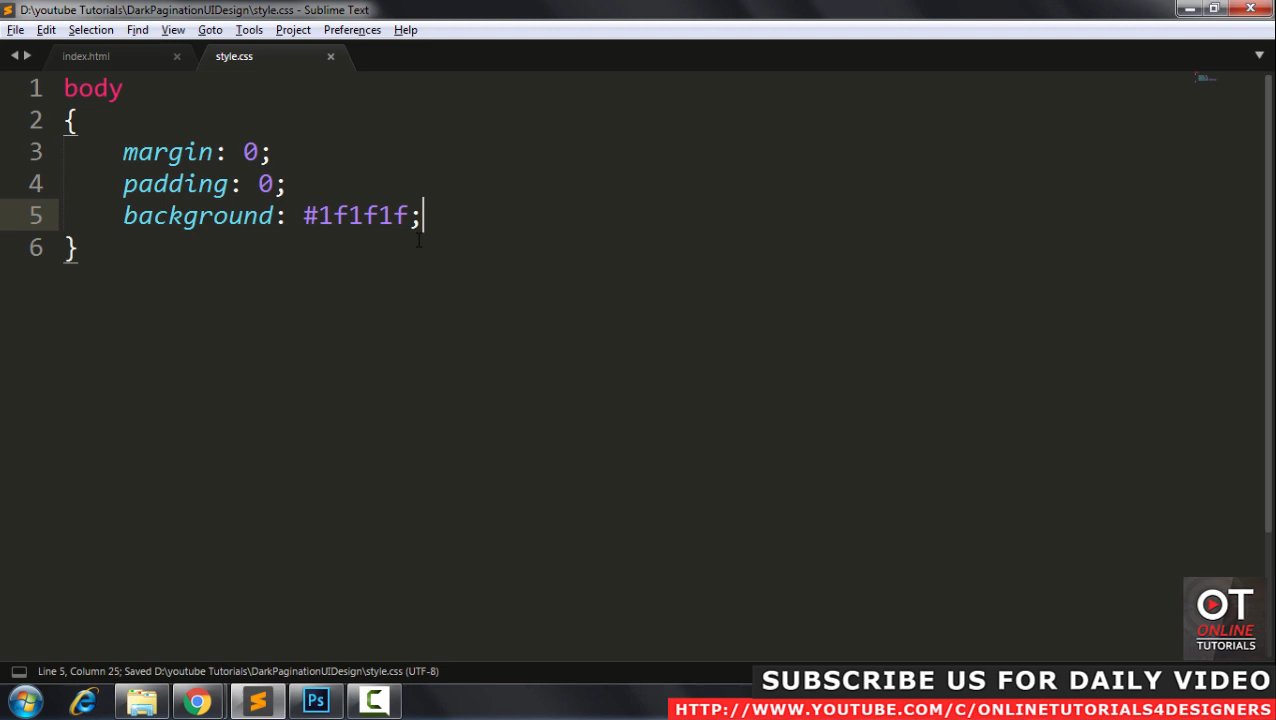 D:\youtube Tutorials\DarkPaginationUIDesign\style.css - Sublime Text
File Edit Selection Find View Goto Tools Project Preferences Help
index.html style.css
1 body
2 {
3 margin: 0;
4 padding: 0;
5 background: #1f1f1f;
6 }
OT
ONLINE
TUTORIALS
Line 5, Column 25; Saved D:\youtube Tutorials\DarkPaginationUIDesign\style.css (UTF-8)
SUBSCRIBE US FOR DAILY VIDEO
Ps
HTTP://WWW.YOUTUBE.COM/C/ONLINETUTORIALS4DESIGNERS